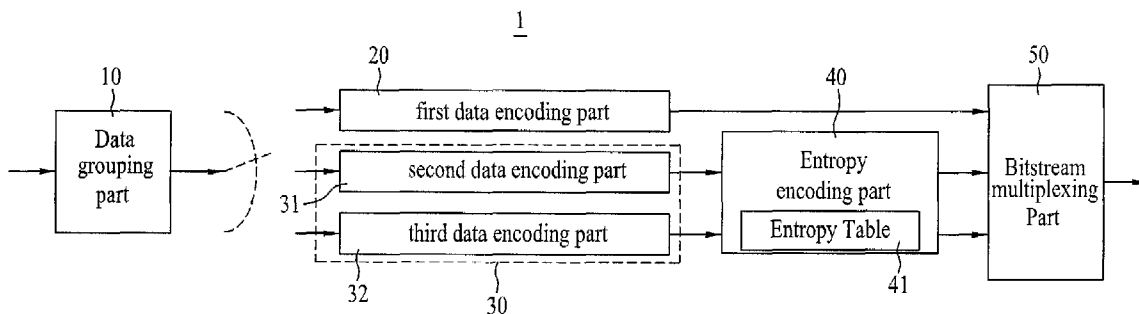 1
10
20
50
40
Data
grouping
part
first data encoding part
second data encoding part
31
third data encoding part
32
30
Entropy
encoding part
Entropy Table
41
Bitstream
multiplexing
Part